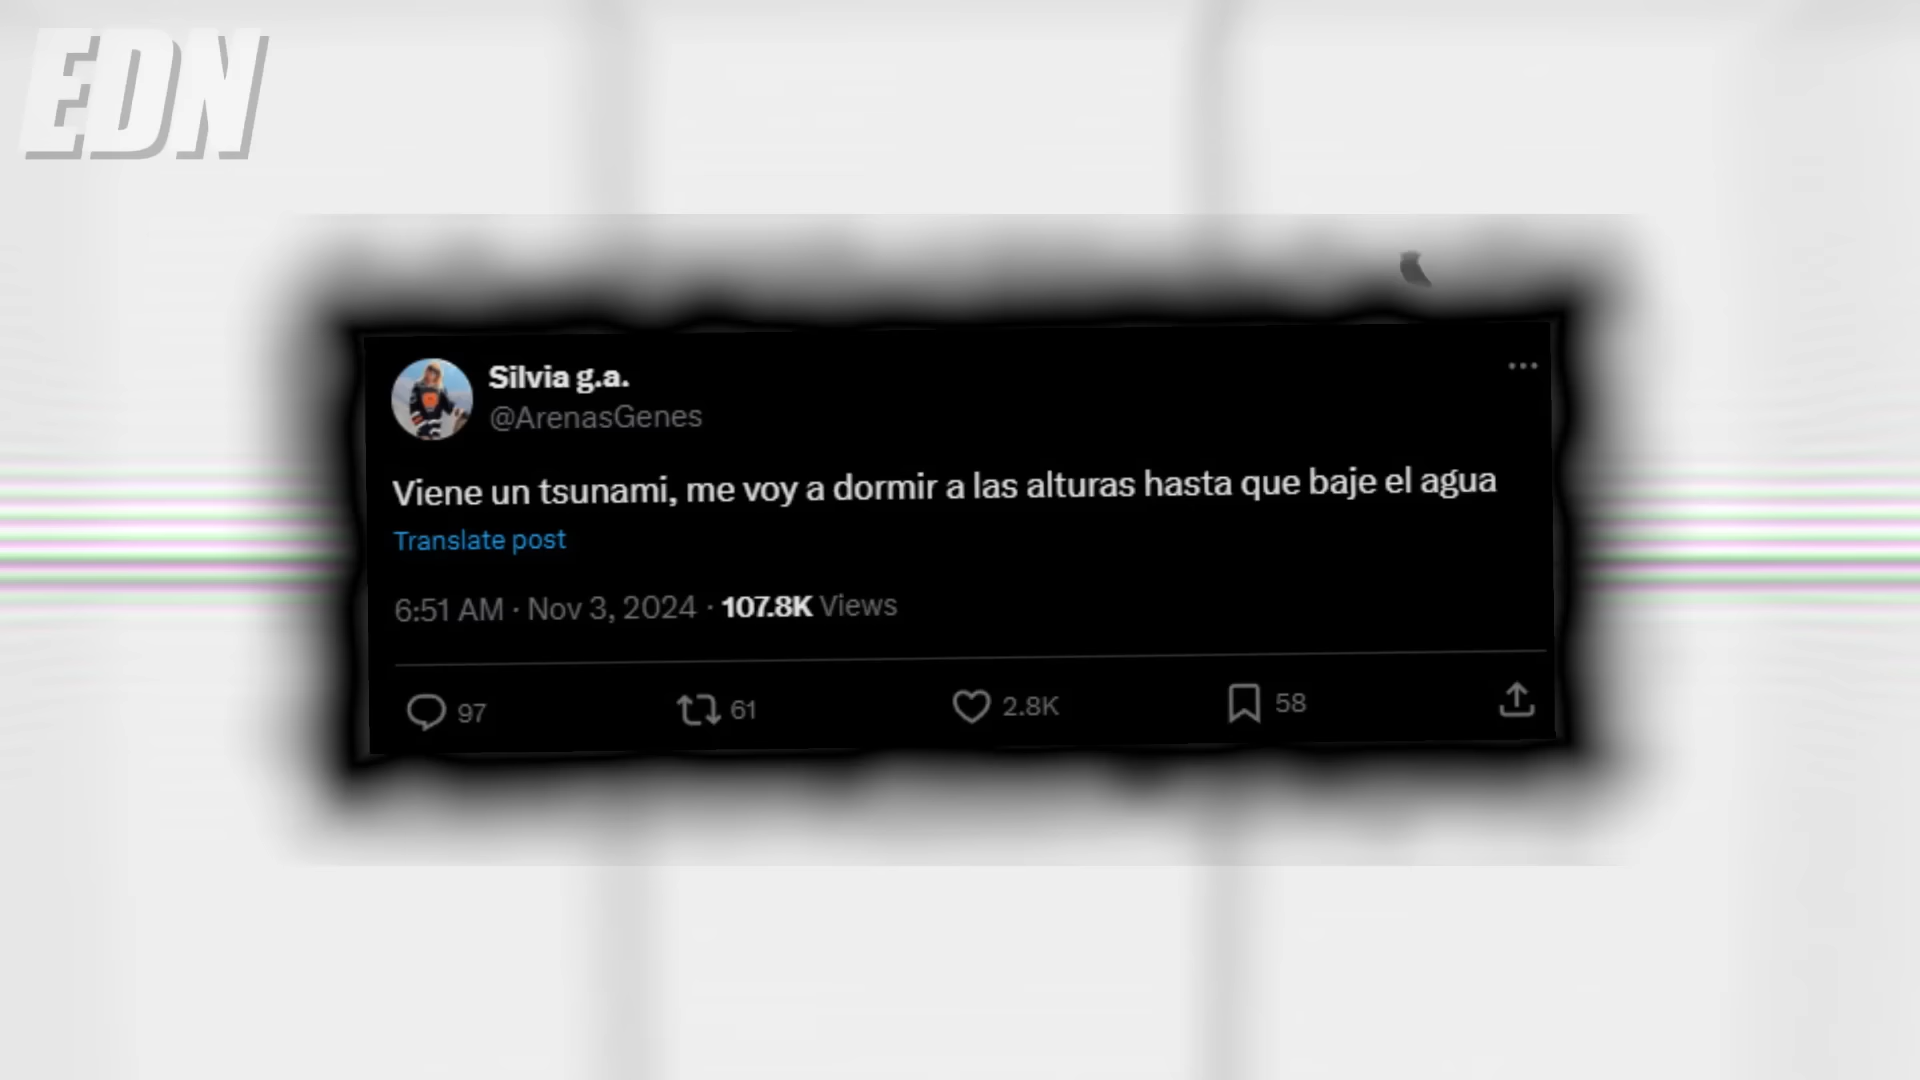 EDN
Silvia g.a.
@ArenasGenes
Viene un tsunami, me voy a dormir a las alturas hasta que baje el agua
Translate post
6:51 AM · Nov 3, 2024 · 107.8K Views
97 61 2.8K 58